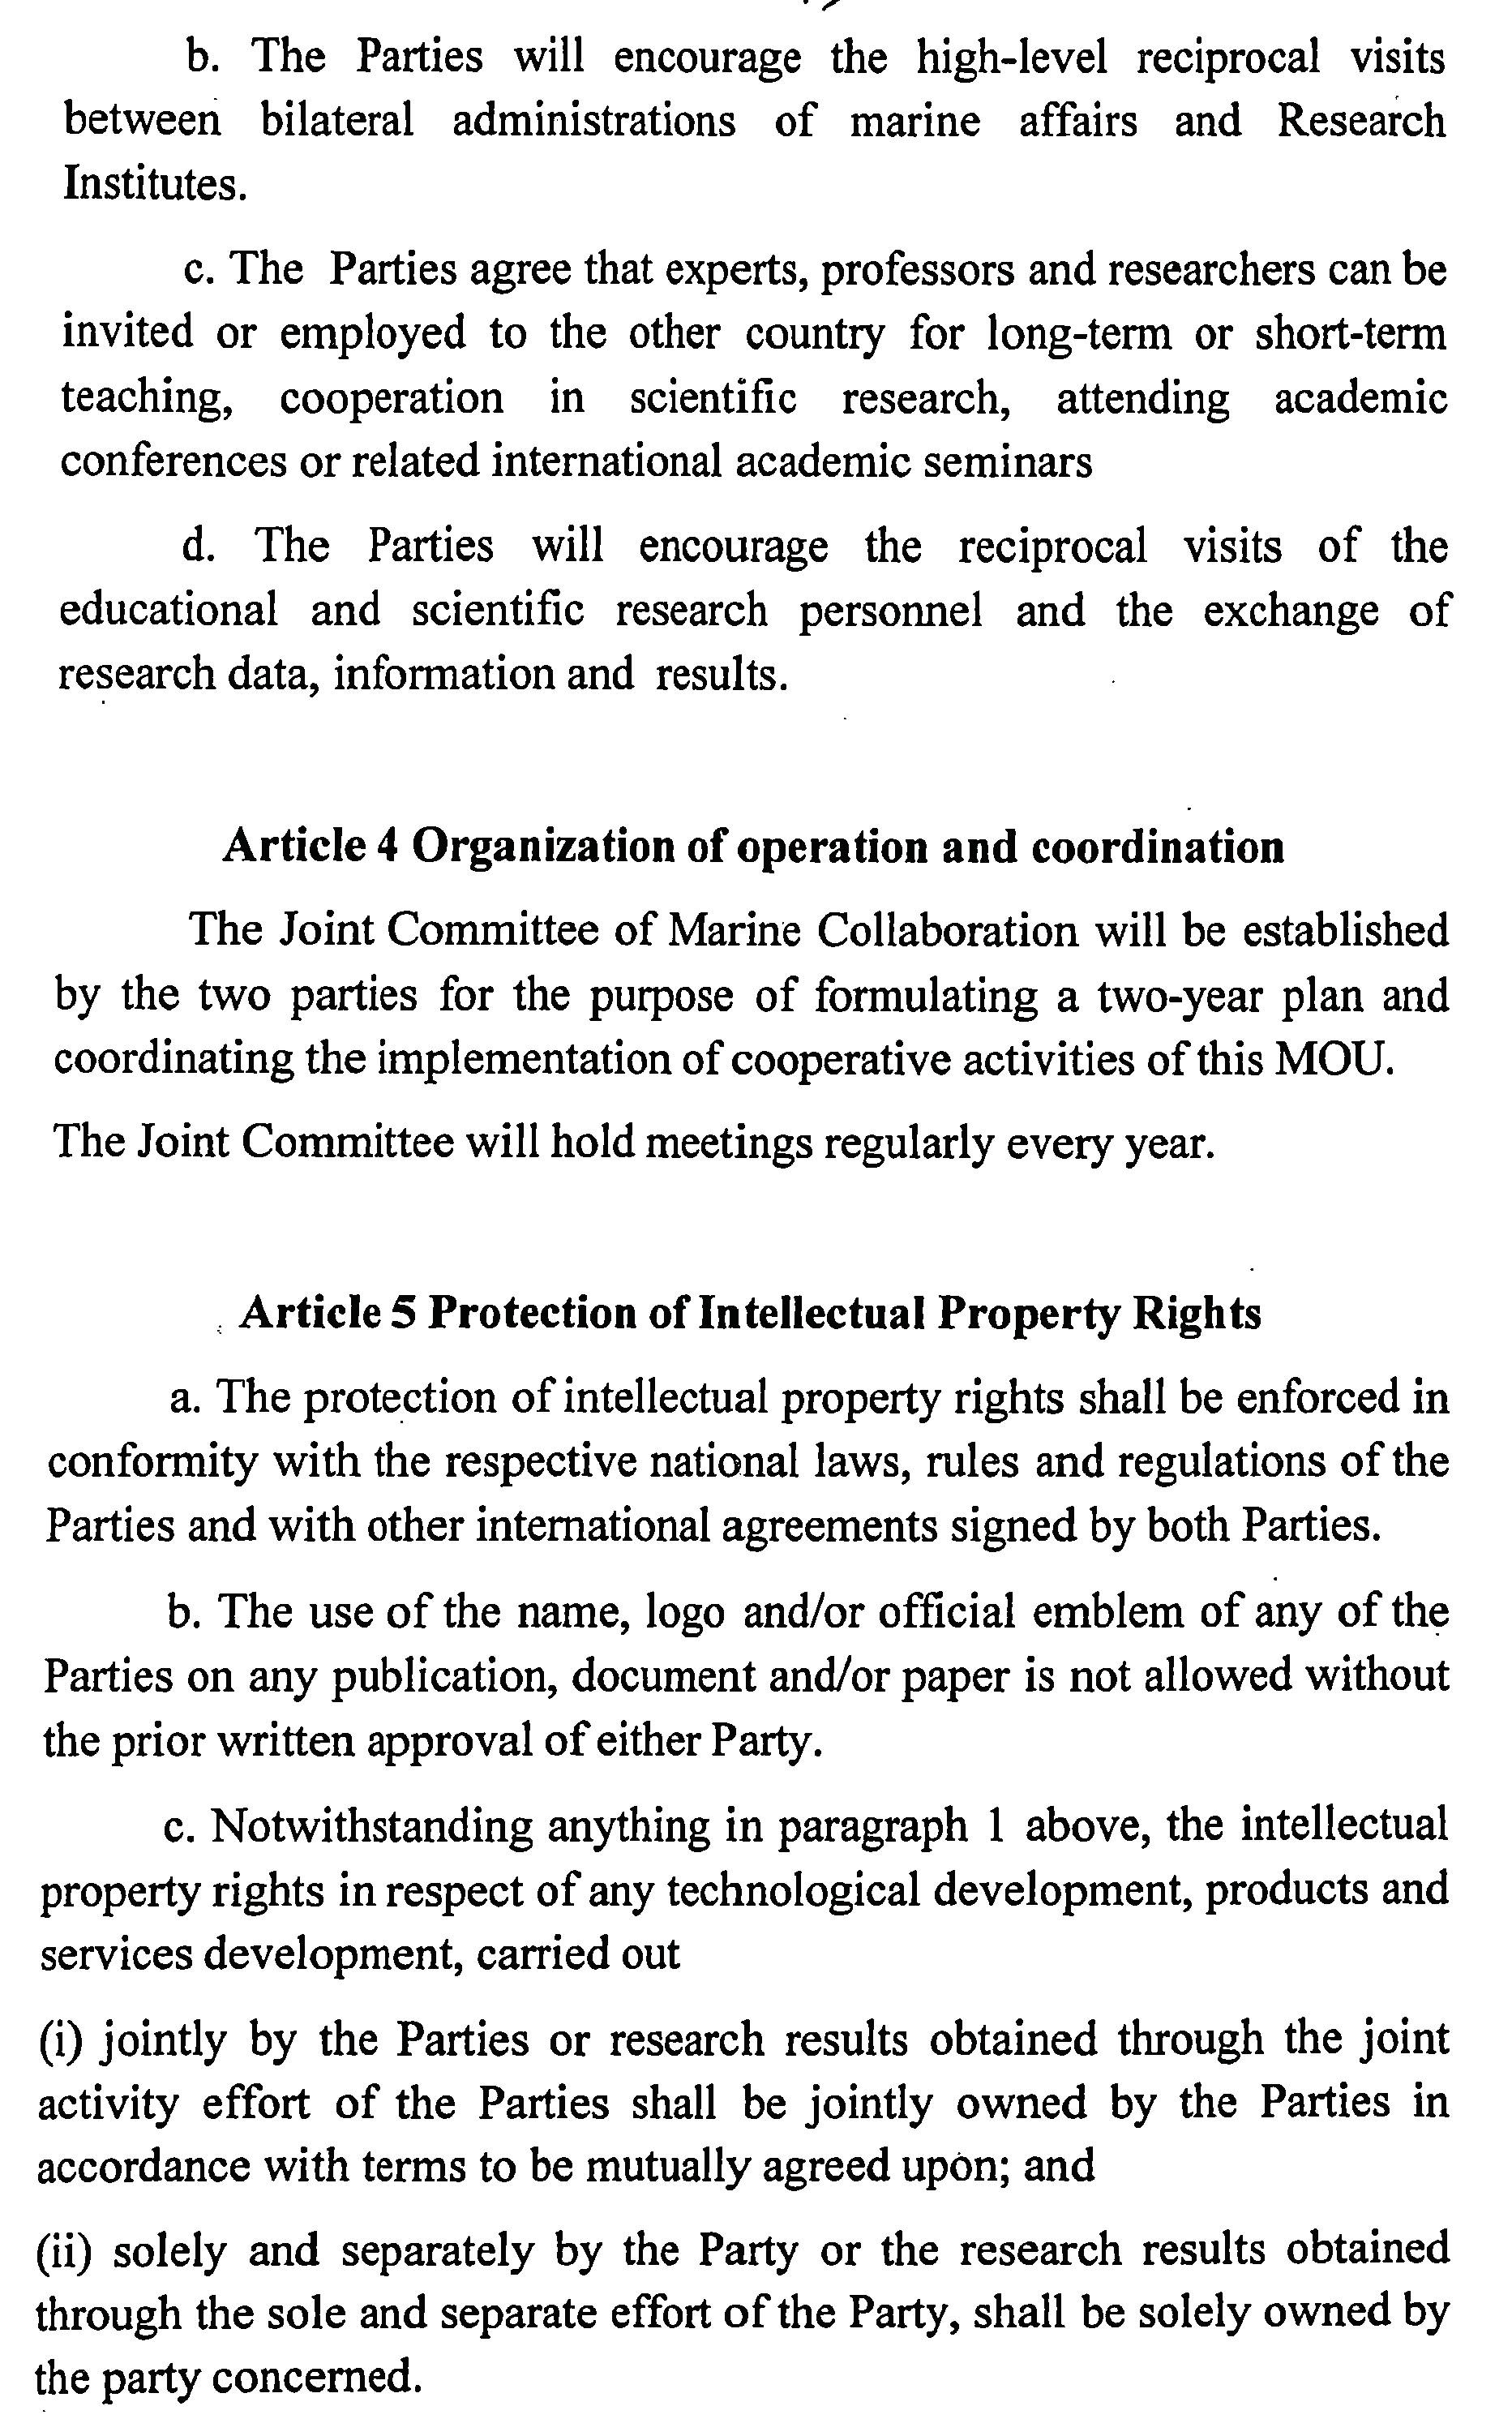 b. The Parties will encourage the high-level reciprocal visits
between bilateral administrations of marine affairs and Research
Institutes.
c. The Parties agree that experts, professors and researchers can be
invited or employed to the other country for long-term or short-term
teaching, cooperation in scientific research, attending academic
conferences or related international academic seminars
d. The Parties will encourage the reciprocal visits of the
educational and scientific research personnel and the exchange of
research data, information and results.
Article 4 Organization of operation and coordination
The Joint Committee of Marine Collaboration will be established
by the two parties for the purpose of formulating a two-year plan and
coordinating the implementation of cooperative activities of this MOU.
The Joint Committee will hold meetings regularly every year.
Article 5 Protection of Intellectual Property Rights
a. The protection of intellectual property rights shall be enforced in
conformity with the respective national laws, rules and regulations of the
Parties and with other international agreements signed by both Parties.
b. The use of the name, logo and/or official emblem of any of the
Parties on any publication, document and/or paper is not allowed without
the prior written approval of either Party.
c. Notwithstanding anything in paragraph 1 above, the intellectual
property rights in respect of any technological development, products and
services development, carried out
(i) jointly by the Parties or research results obtained through the joint
activity effort of the Parties shall be jointly owned by the Parties in
accordance with terms to be mutually agreed upon; and
(ii) solely and separately by the Party or the research results obtained
through the sole and separate effort of the Party, shall be solely owned by
the party concerned.